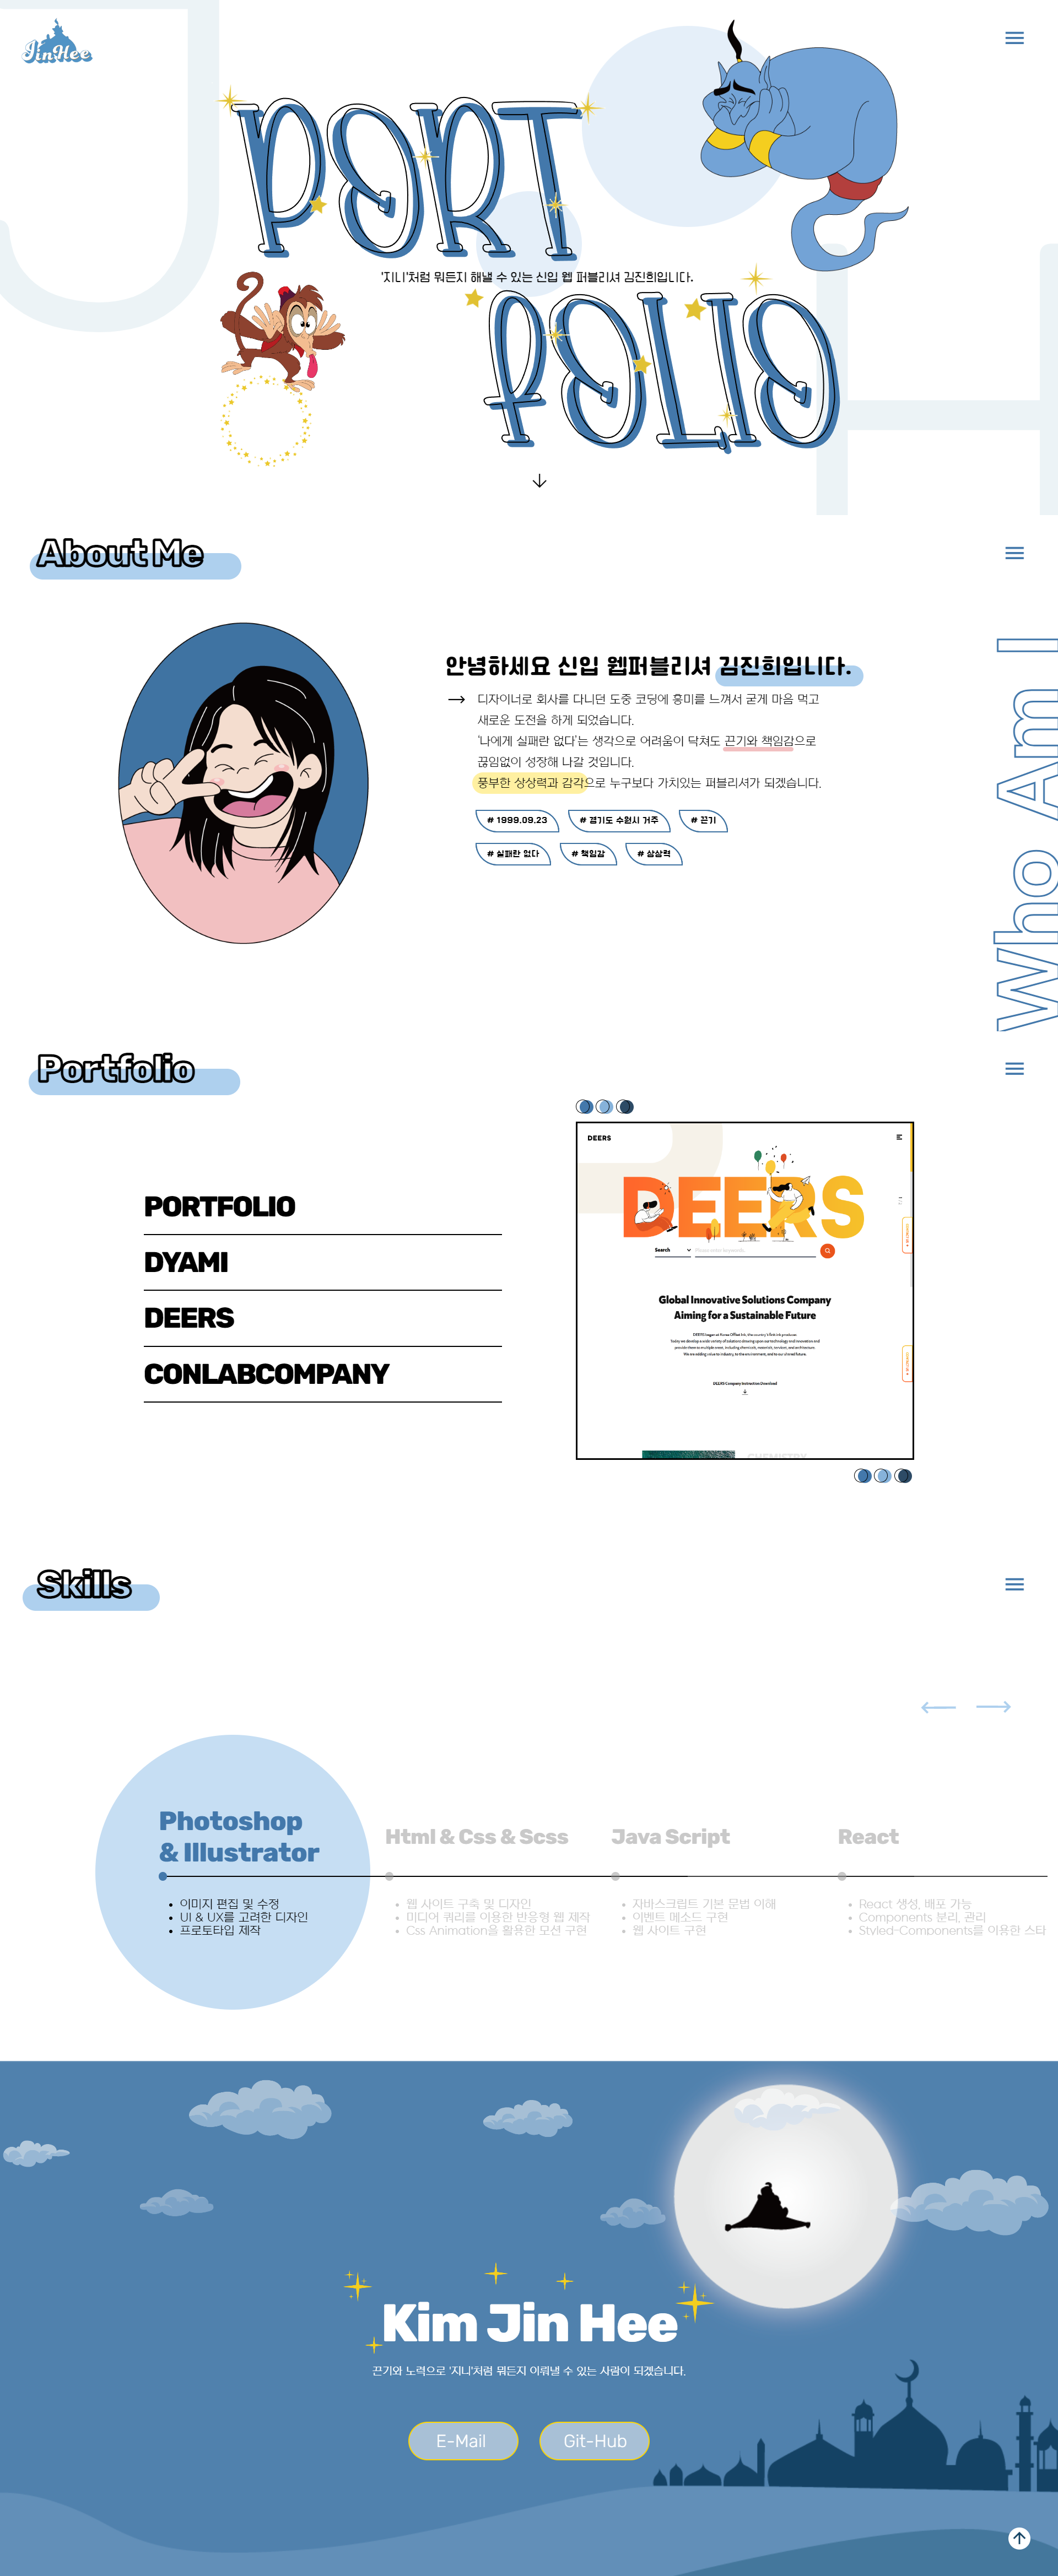 JinHee
PORT
'지니'처럼 뭐든지 해낼 수 있는 신입 웹 퍼블리셔 김진희입니다.
FOLIO
J
H
About Me
안녕하세요 신입 웹퍼블리셔 김진희입니다.
디자이너로 회사를 다니던 도중 코딩에 흥미를 느껴서 굳게 마음 먹고
새로운 도전을 하게 되었습니다.
'나에게 실패란 없다'는 생각으로 어려움이 닥쳐도 끈기와 책임감으로
끊임없이 성장해 나갈 것입니다.
풍부한 상상력과 감각으로 누구보다 가치있는 퍼블리셔가 되겠습니다.
# 1999.09.23
# 경기도 수원시 거주
# 끈기
# 실패란 없다
# 책임감
# 상상력
Who Am I
Portfolio
PORTFOLIO
DYAMI
DEERS
CONLABCOMPANY
DEERS
DEERS
Search
Please enter keywords.
Global Innovative Solutions Company
Aiming for a Sustainable Future
DEERS Company Instruction Download
CHEMISTRY
Skills
Photoshop
& Illustrator
이미지 편집 및 수정
UI & UX를 고려한 디자인
프로토타입 제작
Html & Css & Scss
웹 사이트 구축 및 디자인
미디어 쿼리를 이용한 반응형 웹 제작
Css Animation을 활용한 모션 구현
Java Script
자바스크립트 기본 문법 이해
이벤트 메소드 구현
웹 사이트 구현
React
React 생성, 배포 가능
Components 분리, 관리
Styled-Components를 이용한 스타
Kim Jin Hee
끈기와 노력으로 '지니'처럼 뭐든지 이뤄낼 수 있는 사람이 되겠습니다.
E-Mail
Git-Hub